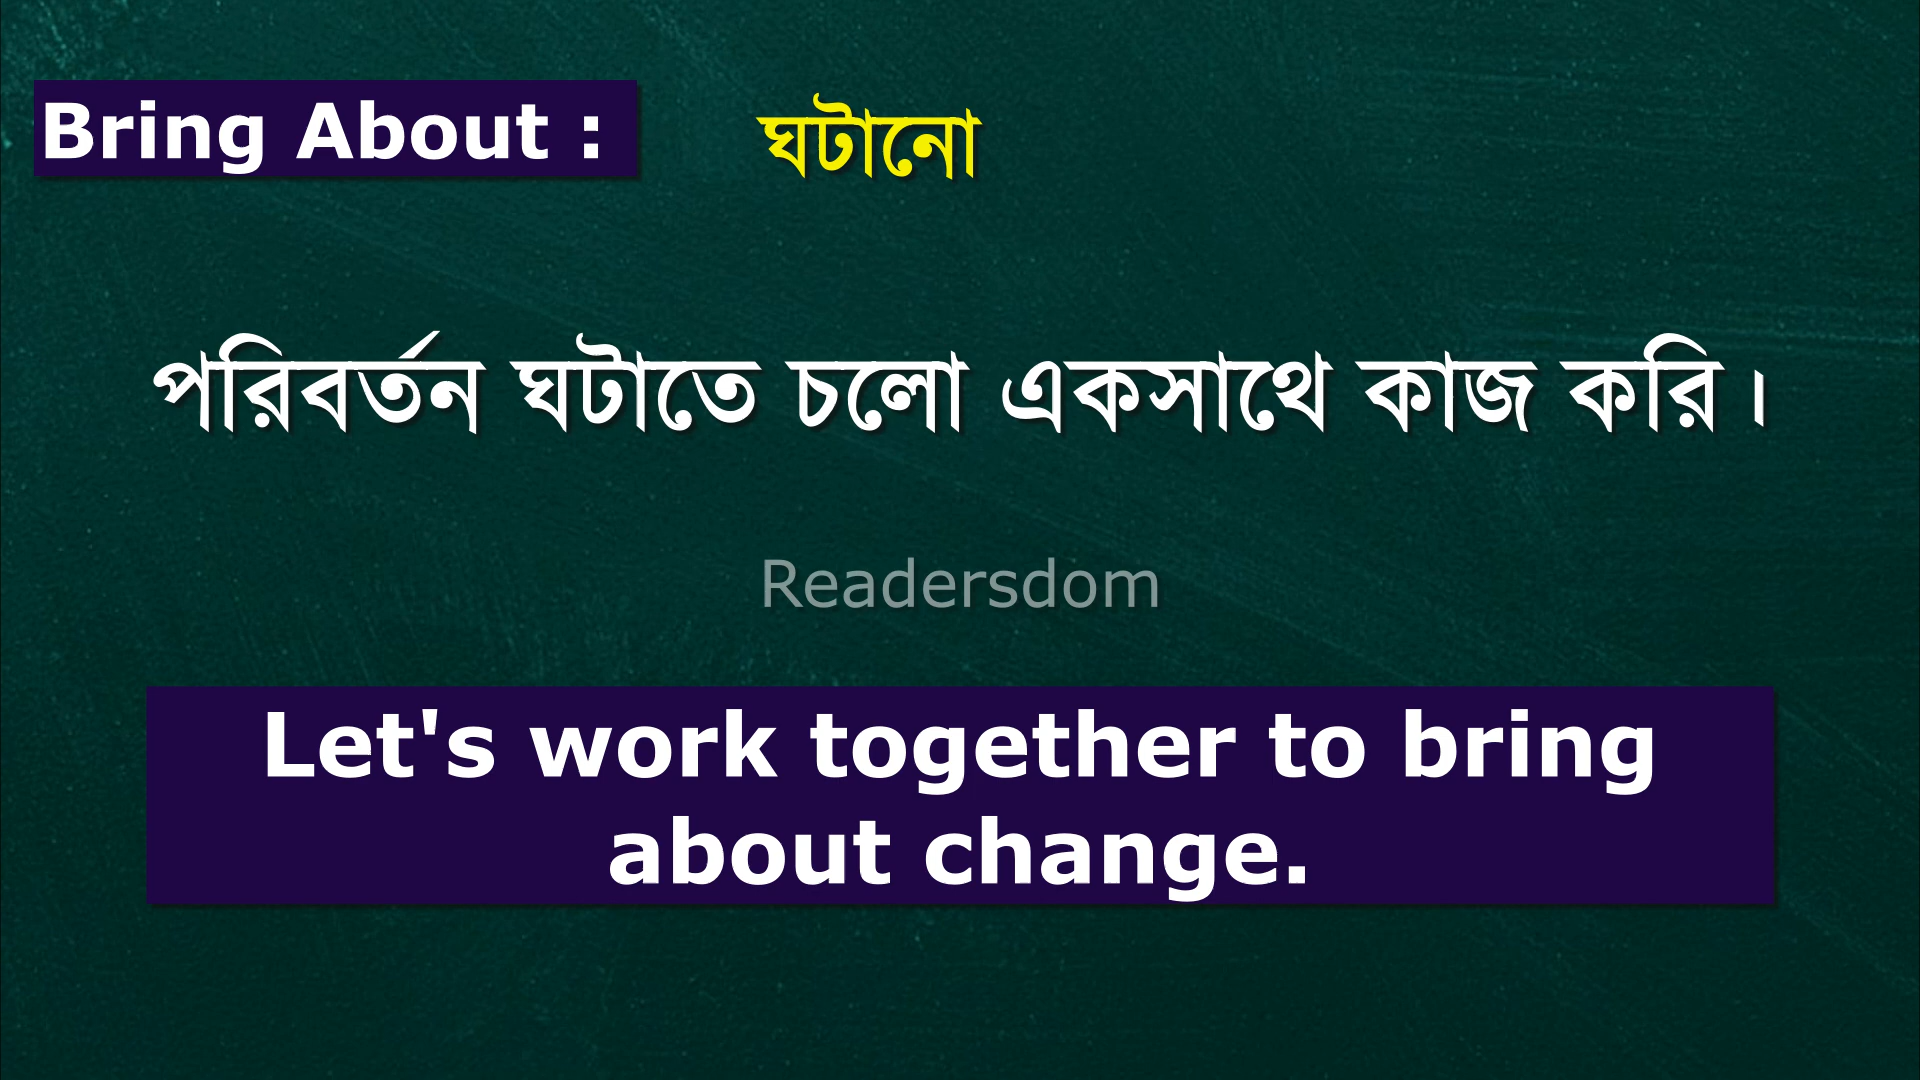 Bring About : ঘটানো
পরিবর্তন ঘটাতে চলো একসাথে কাজ করি।
Readersdom
Let's work together to bring
about change.